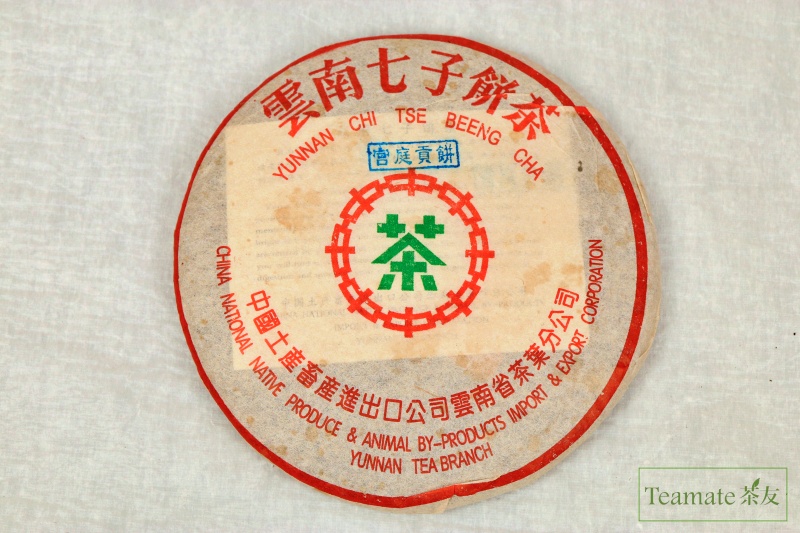 雲南七子餅茶
YUNNAN CHI TSE BEENG CHA
宮庭貢餅
茶
中國土產畜產進出口公司雲南省茶葉分公司
CHINA NATIONAL NATIVE PRODUCE & ANIMAL BY-PRODUCTS IMPORT & EXPORT CORPORATION
YUNNAN TEA BRANCH
Teamate 茶友